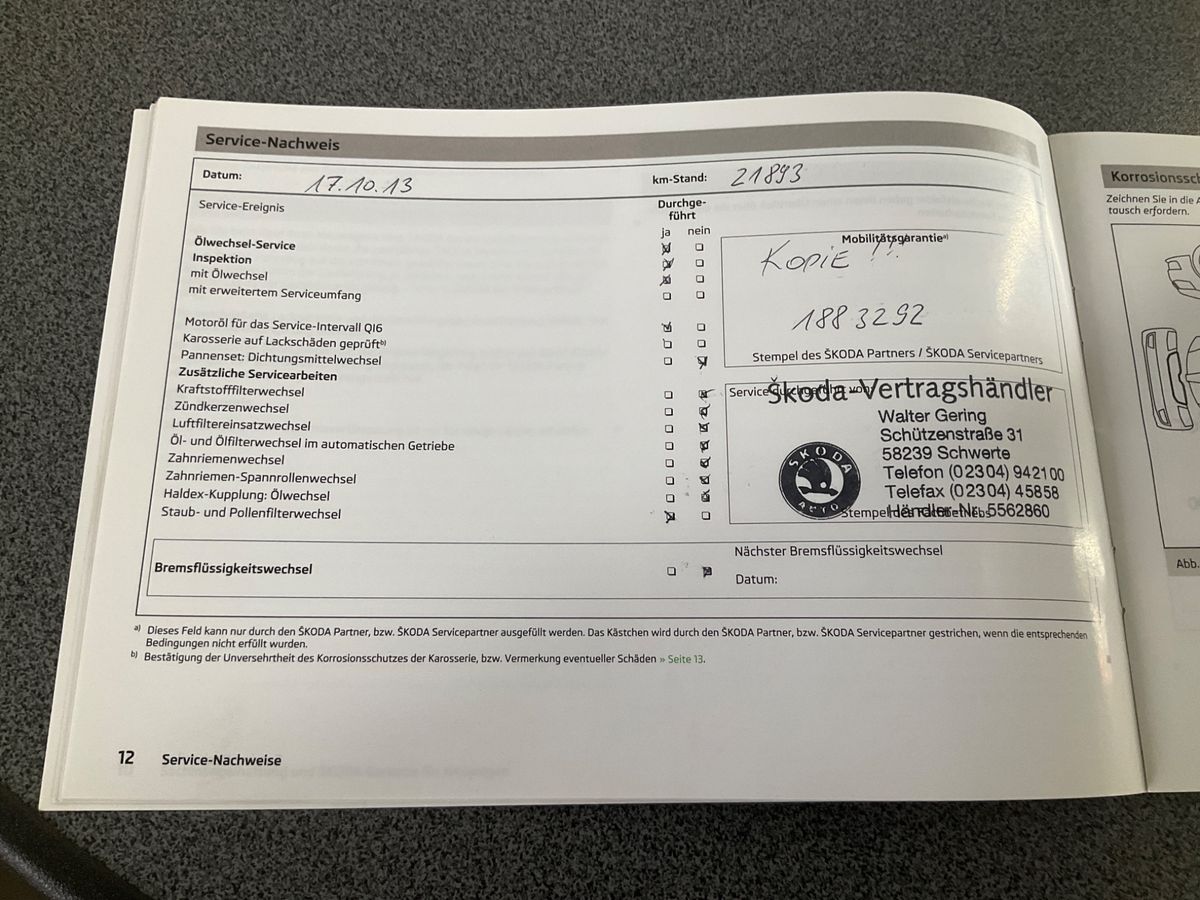 Service-Nachweis
Datum: 17.10.13 km-Stand: 21893
Service-Ereignis Durchge-
führt
ja nein
Ölwechsel-Service
Inspektion
mit Ölwechsel
mit erweitertem Serviceumfang
Motoröl für das Service-Intervall QI6
Karosserie auf Lackschäden geprüft b)
Pannenset: Dichtungsmittelwechsel
Zusätzliche Servicearbeiten
Kraftstofffilterwechsel
Zündkerzenwechsel
Luftfiltereinsatzwechsel
Öl- und Ölfilterwechsel im automatischen Getriebe
Zahnriemenwechsel
Zahnriemen-Spannrollenwechsel
Haldex-Kupplung: Ölwechsel
Staub- und Pollenfilterwechsel
Mobilitätsgarantie a)
KOPIE !!!
1883292
Stempel des ŠKODA Partners / ŠKODA Servicepartners
Service durchgeführt von:
Škoda-Vertragshändler
Walter Gering
Schützenstraße 31
58239 Schwerte
Telefon (02304) 942100
Telefax (02304) 45858
Händler-Nr. 5562860
Stempel des Fachbetriebs
ŠKODA
AUTO
Bremsflüssigkeitswechsel
Nächster Bremsflüssigkeitswechsel
Datum:
a) Dieses Feld kann nur durch den ŠKODA Partner, bzw. ŠKODA Servicepartner ausgefüllt werden. Das Kästchen wird durch den ŠKODA Partner, bzw. ŠKODA Servicepartner gestrichen, wenn die entsprechenden
Bedingungen nicht erfüllt wurden.
b) Bestätigung der Unversehrtheit des Korrosionsschutzes der Karosserie, bzw. Vermerkung eventueller Schäden » Seite 13.
12 Service-Nachweise
Korrosionssch
Zeichnen Sie in die A
tausch erfordern.
Abb.